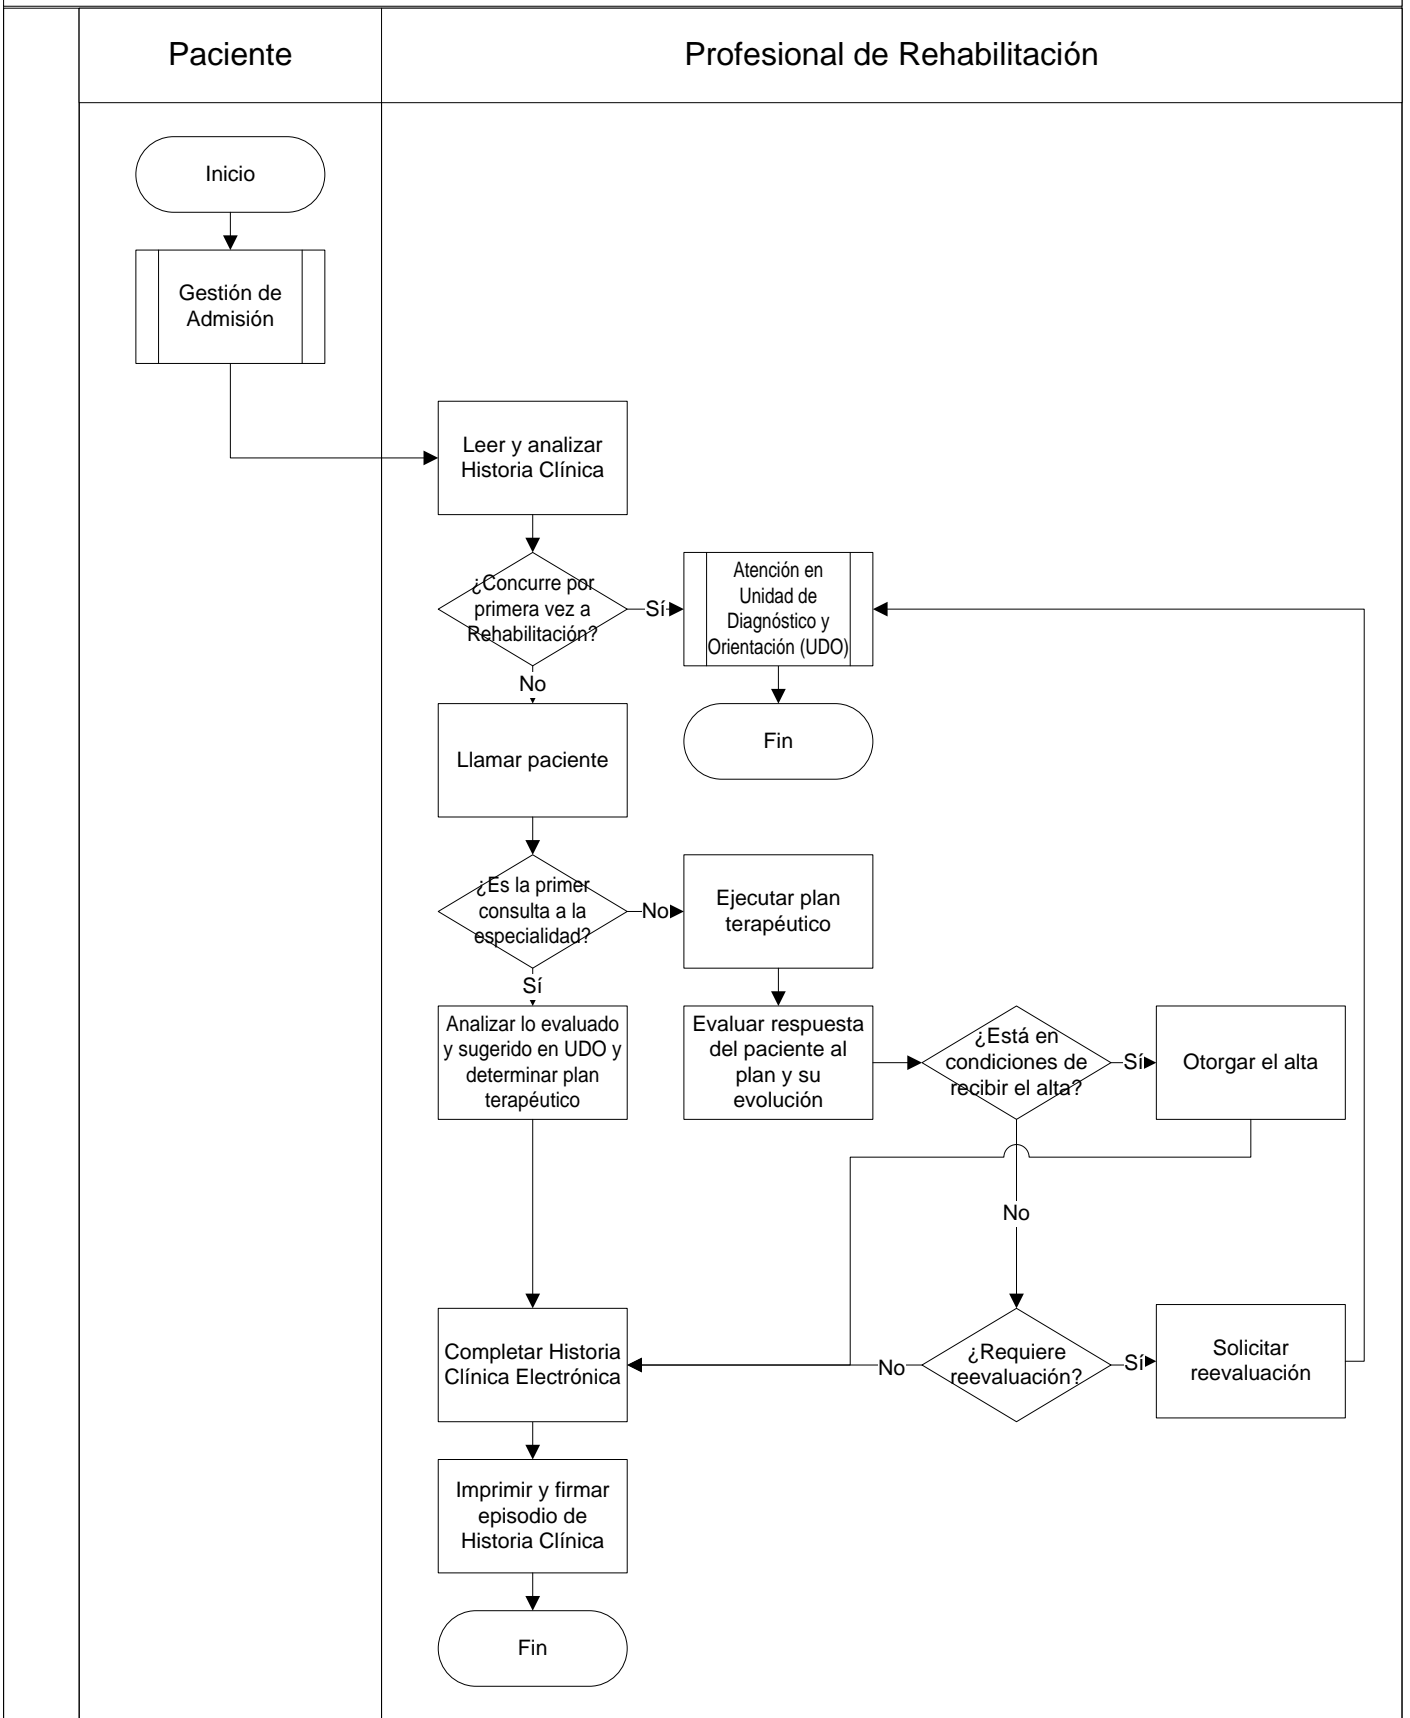 Paciente
Profesional de Rehabilitación
Inicio
Gestión de
Admisión
Leer y analizar
Historia Clínica
¿Concurre por
primera vez a
Rehabilitación?
Sí
Atención en
Unidad de
Diagnóstico y
Orientación (UDO)
No
Llamar paciente
Fin
¿Es la primer
consulta a la
especialidad?
No
Ejecutar plan
terapéutico
Sí
Analizar lo evaluado
y sugerido en UDO y
determinar plan
terapéutico
Evaluar respuesta
del paciente al
plan y su
evolución
¿Está en
condiciones de
recibir el alta?
Sí
Otorgar el alta
No
Completar Historia
Clínica Electrónica
No
¿Requiere
reevaluación?
Sí
Solicitar
reevaluación
Imprimir y firmar
episodio de
Historia Clínica
Fin